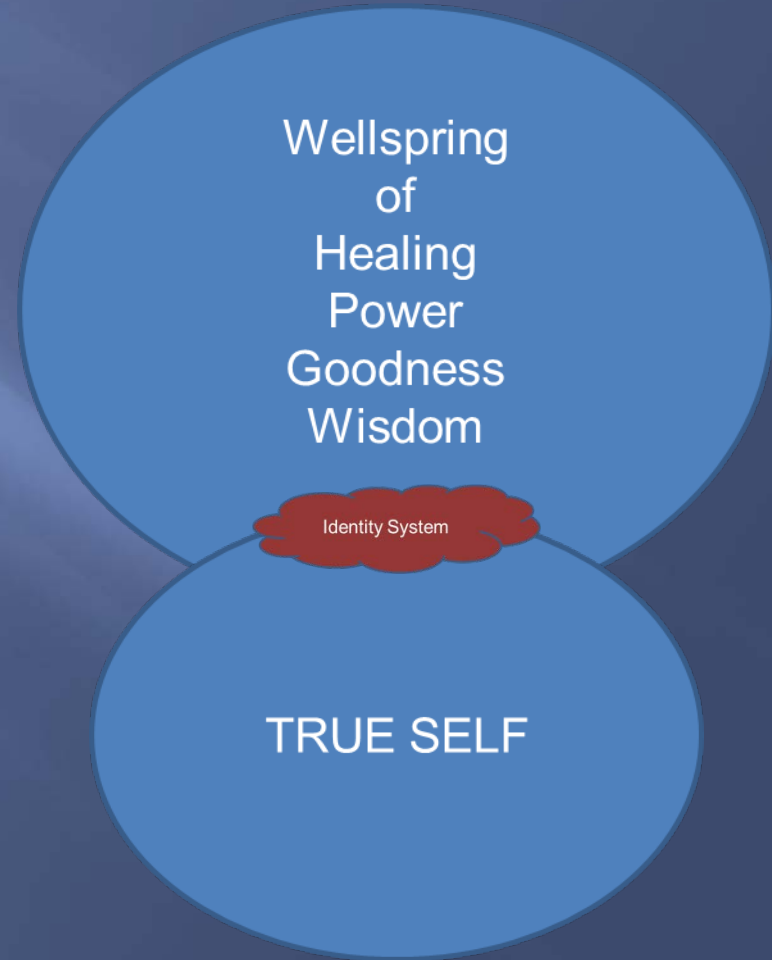 Wellspring
of
Healing
Power
Goodness
Wisdom
Identity System
TRUE SELF